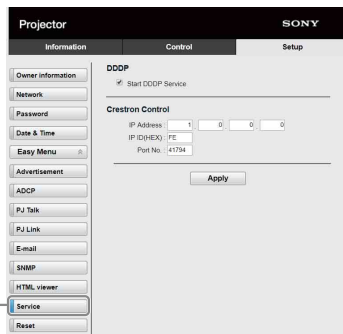 Projector SONY
Information Control Setup
Owner information
Network
Password
Date & Time
Easy Menu
Advertisement
ADCP
PJ Talk
PJ Link
E-mail
SNMP
HTML viewer
Service
Reset
DDDP
Start DDDP Service
Crestron Control
IP Address: 1 . 0 . 0 . 0
IP ID(HEX): FE
Port No.: 41794
Apply